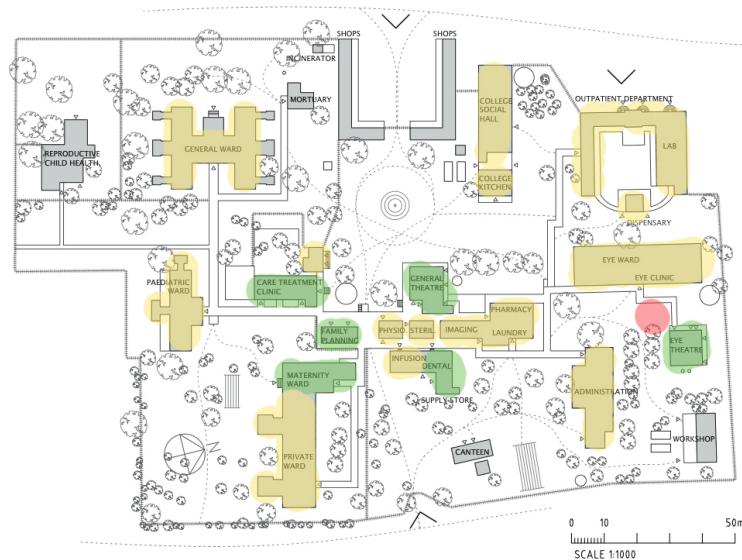 SHOPS
SHOPS
INCINERATOR
MORTUARY
OUTPATIENT DEPARTMENT
COLLEGE
SOCIAL
HALL
GENERAL WARD
LAB
REPRODUCTIVE
CHILD HEALTH
COLLEGE
KITCHEN
DISPENSARY
EYE WARD
EYE CLINIC
PAEDIATRIC
WARD
CARE TREATMENT
CLINIC
GENERAL
THEATRE
PHARMACY
FAMILY
PLANNING
PHYSIO
STERIL.
IMAGING
LAUNDRY
EYE
THEATRE
INFUSION
DENTAL
MATERNITY
WARD
SUPPLY STORE
ADMINISTRATION
PRIVATE
WARD
CANTEEN
WORKSHOP
N
0 10 50m
SCALE 1:1000